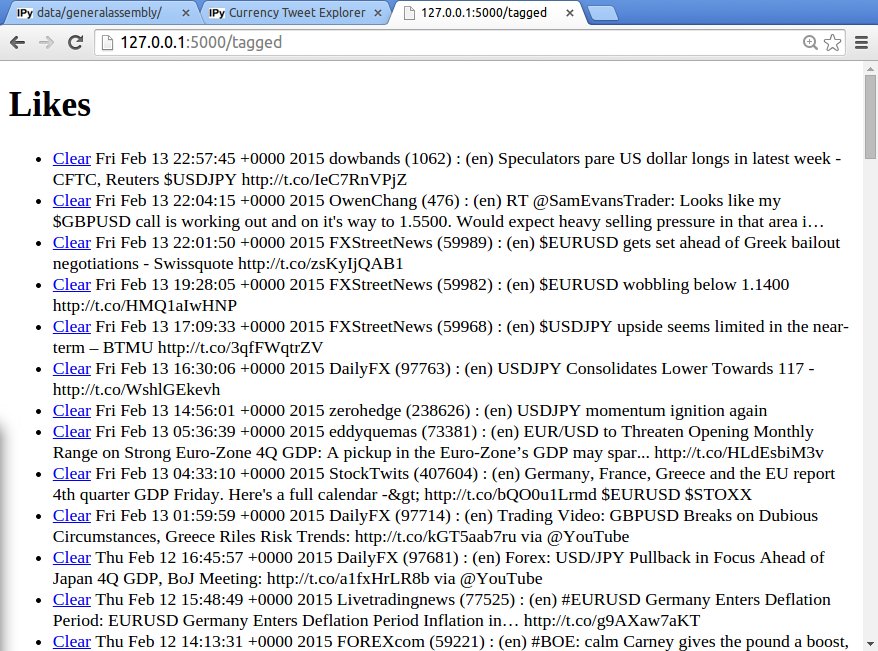 IPy data/generalassembly/
IPy Currency Tweet Explorer
127.0.0.1:5000/tagged
127.0.0.1:5000/tagged
Likes
Clear Fri Feb 13 22:57:45 +0000 2015 dowbands (1062) : (en) Speculators pare US dollar longs in latest week -
CFTC, Reuters $USDJPY http://t.co/IeC7RnVPjZ
Clear Fri Feb 13 22:04:15 +0000 2015 OwenChang (476) : (en) RT @SamEvansTrader: Looks like my
$GBPUSD call is working out and on it's way to 1.5500. Would expect heavy selling pressure in that area i…
Clear Fri Feb 13 22:01:50 +0000 2015 FXStreetNews (59989) : (en) $EURUSD gets set ahead of Greek bailout
negotiations - Swissquote http://t.co/zsKyIjQAB1
Clear Fri Feb 13 19:28:05 +0000 2015 FXStreetNews (59982) : (en) $EURUSD wobbling below 1.1400
http://t.co/HMQ1aIwHNP
Clear Fri Feb 13 17:09:33 +0000 2015 FXStreetNews (59968) : (en) $USDJPY upside seems limited in the near-
term – BTMU http://t.co/3qfFWqtrZV
Clear Fri Feb 13 16:30:06 +0000 2015 DailyFX (97763) : (en) USDJPY Consolidates Lower Towards 117 -
http://t.co/WshlGEkevh
Clear Fri Feb 13 14:56:01 +0000 2015 zerohedge (238626) : (en) USDJPY momentum ignition again
Clear Fri Feb 13 05:36:39 +0000 2015 eddyquemas (73381) : (en) EUR/USD to Threaten Opening Monthly
Range on Strong Euro-Zone 4Q GDP: A pickup in the Euro-Zone’s GDP may spar... http://t.co/HLdEsbiM3v
Clear Fri Feb 13 04:33:10 +0000 2015 StockTwits (407604) : (en) Germany, France, Greece and the EU report
4th quarter GDP Friday. Here's a full calendar -&gt; http://t.co/bQO0u1Lrmd $EURUSD $STOXX
Clear Fri Feb 13 01:59:59 +0000 2015 DailyFX (97714) : (en) Trading Video: GBPUSD Breaks on Dubious
Circumstances, Greece Riles Risk Trends: http://t.co/kGT5aab7ru via @YouTube
Clear Thu Feb 12 16:45:57 +0000 2015 DailyFX (97681) : (en) Forex: USD/JPY Pullback in Focus Ahead of
Japan 4Q GDP, BoJ Meeting: http://t.co/a1fxHrLR8b via @YouTube
Clear Thu Feb 12 15:48:49 +0000 2015 Livetradingnews (77525) : (en) #EURUSD Germany Enters Deflation
Period: EURUSD Germany Enters Deflation Period Inflation in… http://t.co/g9AXaw7aKT
Clear Thu Feb 12 14:13:31 +0000 2015 FOREXcom (59221) : (en) #BOE: calm Carney gives the pound a boost,